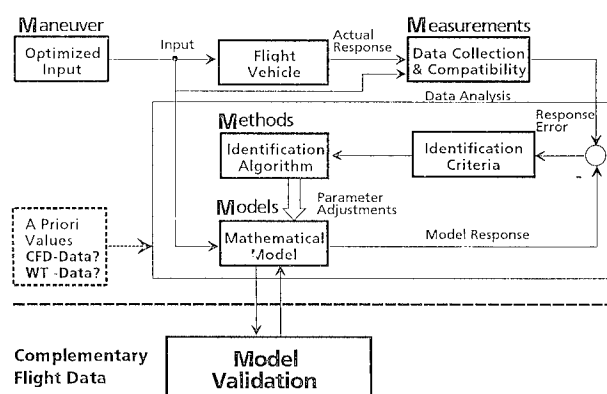 Maneuver
Optimized
Input
Input
Flight
Vehicle
Actual
Response
Measurements
Data Collection
& Compatibility
Data Analysis
Response
Error
Methods
Identification
Algorithm
Identification
Criteria
Parameter
Adjustments
Models
Mathematical
Model
Model Response
A Priori
Values
CFD-Data?
WT -Data?
Complementary
Flight Data
Model
Validation